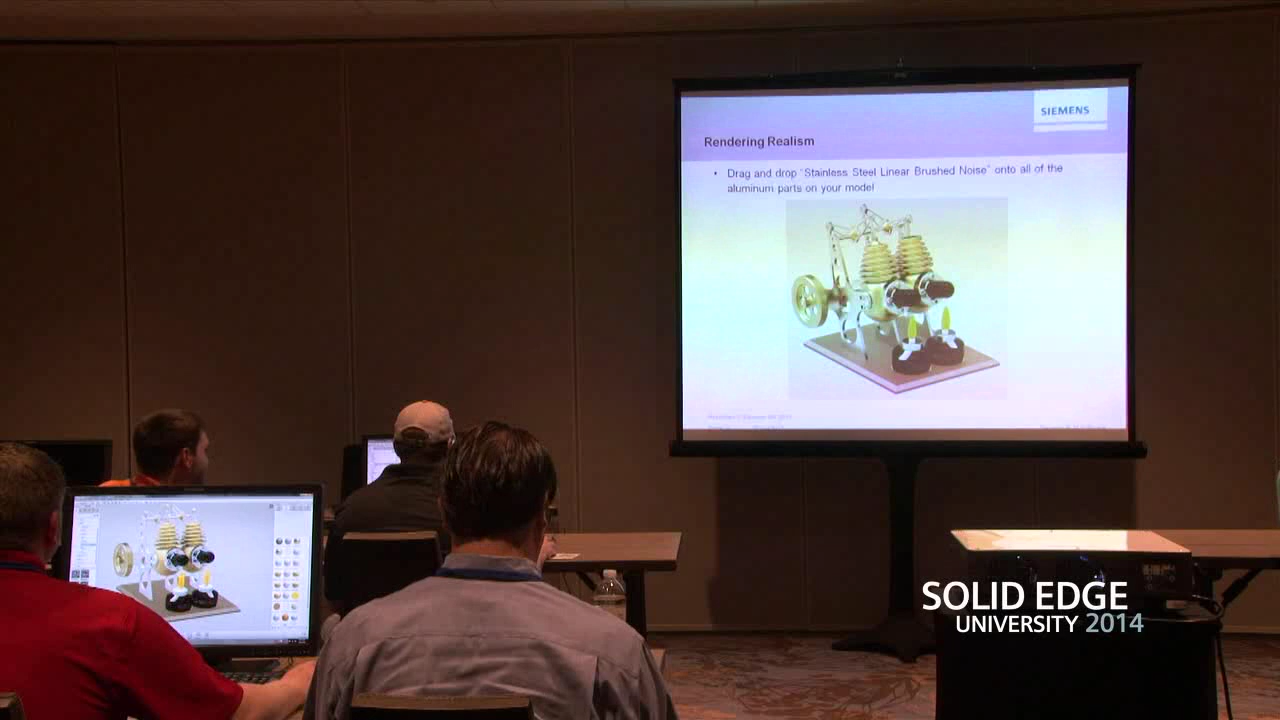 SIEMENS
Rendering Realism
• Drag and drop "Stainless Steel Linear Brushed Noise" onto all of the
aluminum parts on your model
SOLID EDGE
UNIVERSITY 2014